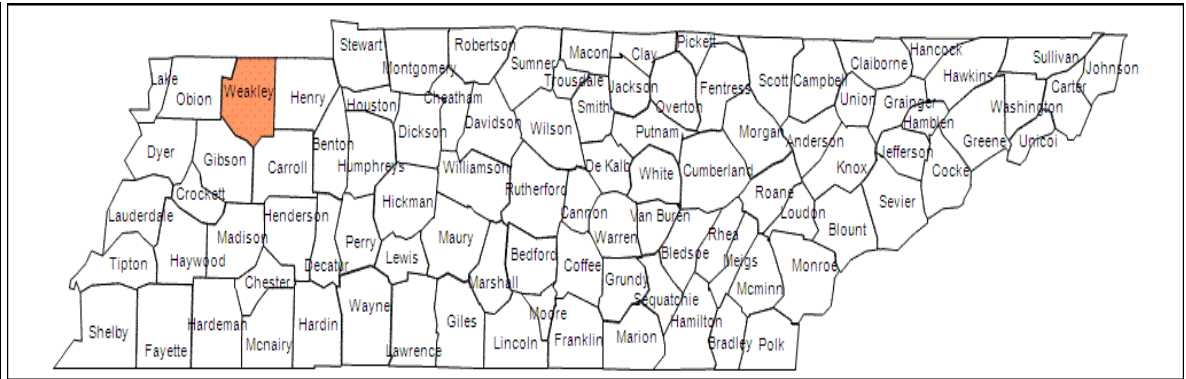 Stewart
Montgomery
Robertson
Sumner
Macon
Clay
Pickett
Trousdale
Jackson
Smith
Overton
Fentress
Scott
Campbell
Claiborne
Hancock
Hawkins
Sullivan
Johnson
Carter
Washington
Unicoi
Greene
Union
Grainger
Hamblen
Jefferson
Cocke
Lake
Obion
Weakley
Henry
Houston
Cheatham
Dickson
Davidson
Wilson
Putnam
Morgan
Anderson
Knox
Sevier
Dyer
Gibson
Carroll
Benton
Humphreys
Williamson
Rutherford
De Kalb
White
Cumberland
Roane
Loudon
Blount
Crockett
Lauderdale
Madison
Henderson
Hickman
Perry
Maury
Cannon
Warren
Van Buren
Bledsoe
Rhea
Meigs
Monroe
Tipton
Haywood
Chester
Decatur
Lewis
Marshall
Bedford
Coffee
Grundy
Sequatchie
Mcminn
Shelby
Fayette
Hardeman
Mcnairy
Hardin
Wayne
Lawrence
Giles
Lincoln
Moore
Franklin
Marion
Hamilton
Bradley
Polk